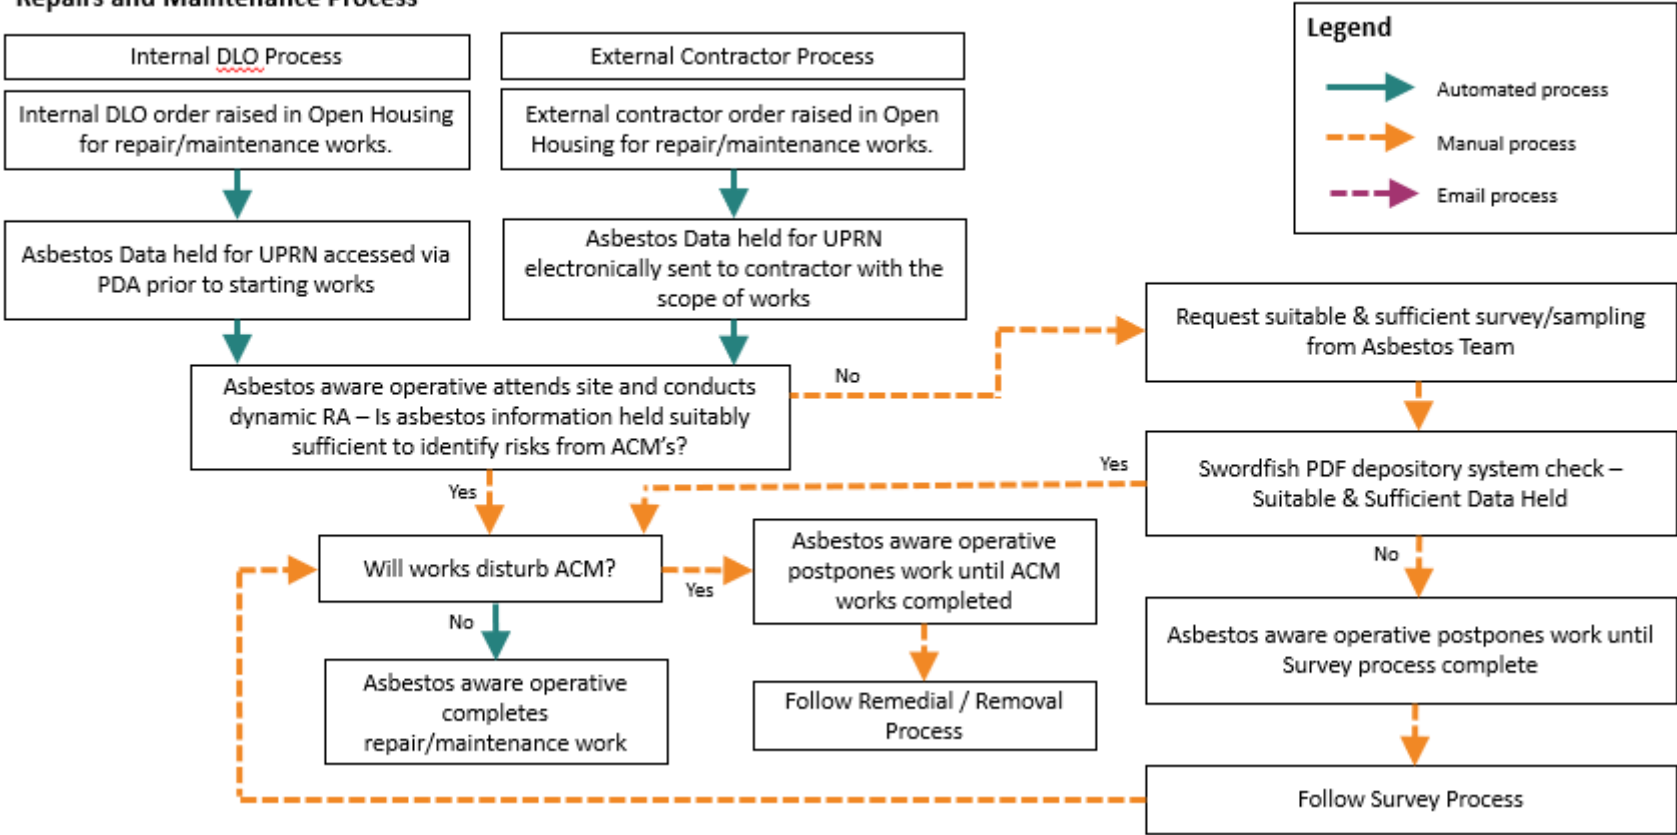 Repairs and Maintenance Process
Internal DLO Process
External Contractor Process
Internal DLO order raised in Open Housing
for repair/maintenance works.
External contractor order raised in Open
Housing for repair/maintenance works.
Asbestos Data held for UPRN accessed via
PDA prior to starting works
Asbestos Data held for UPRN
electronically sent to contractor with the
scope of works
Asbestos aware operative attends site and conducts
dynamic RA – Is asbestos information held suitably
sufficient to identify risks from ACM's?
No
Yes
Will works disturb ACM?
Yes
No
Asbestos aware operative
completes
repair/maintenance work
Asbestos aware operative
postpones work until ACM
works completed
Follow Remedial / Removal
Process
Legend
Automated process
Manual process
Email process
Request suitable & sufficient survey/sampling
from Asbestos Team
Swordfish PDF depository system check –
Suitable & Sufficient Data Held
Yes
No
Asbestos aware operative postpones work until
Survey process complete
Follow Survey Process